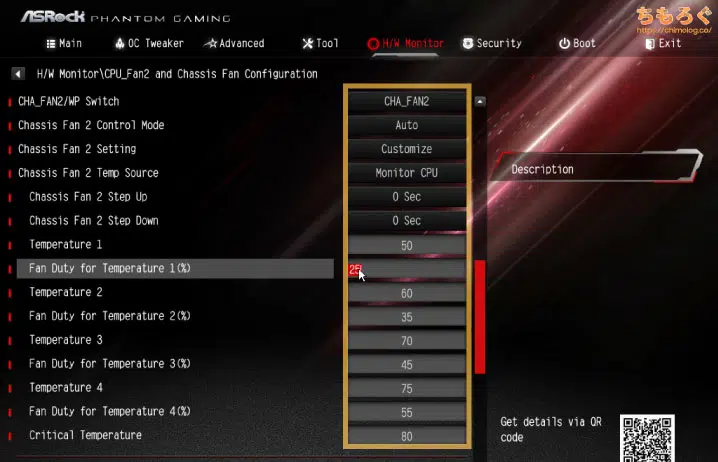 ASRock PHANTOM GAMING
ちもろぐ
http://chimolog.co/
Main OC Tweaker Advanced Tool H/W Monitor Security Boot Exit
H/W Monitor\CPU_Fan2 and Chassis Fan Configuration
CHA_FAN2/WP Switch CHA_FAN2
Chassis Fan 2 Control Mode Auto
Chassis Fan 2 Setting Customize
Chassis Fan 2 Temp Source Monitor CPU
Description
Chassis Fan 2 Step Up 0 Sec
Chassis Fan 2 Step Down 0 Sec
Temperature 1 50
Fan Duty for Temperature 1(%) 25
Temperature 2 60
Fan Duty for Temperature 2(%) 35
Temperature 3 70
Fan Duty for Temperature 3(%) 45
Temperature 4 75
Fan Duty for Temperature 4(%) 55
Critical Temperature 80
Get details via QR
code